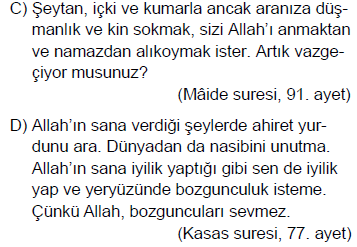 C) Şeytan, içki ve kumarla ancak aranıza düş-
manlık ve kin sokmak, sizi Allah’ı anmaktan
ve namazdan alıkoymak ister. Artık vazge-
çiyor musunuz?
(Mâide suresi, 91. ayet)
D) Allah’ın sana verdiği şeylerde ahiret yur-
dunu ara. Dünyadan da nasibini unutma.
Allah’ın sana iyilik yaptığı gibi sen de iyilik
yap ve yeryüzünde bozgunculuk isteme.
Çünkü Allah, bozguncuları sevmez.
(Kasas suresi, 77. ayet)